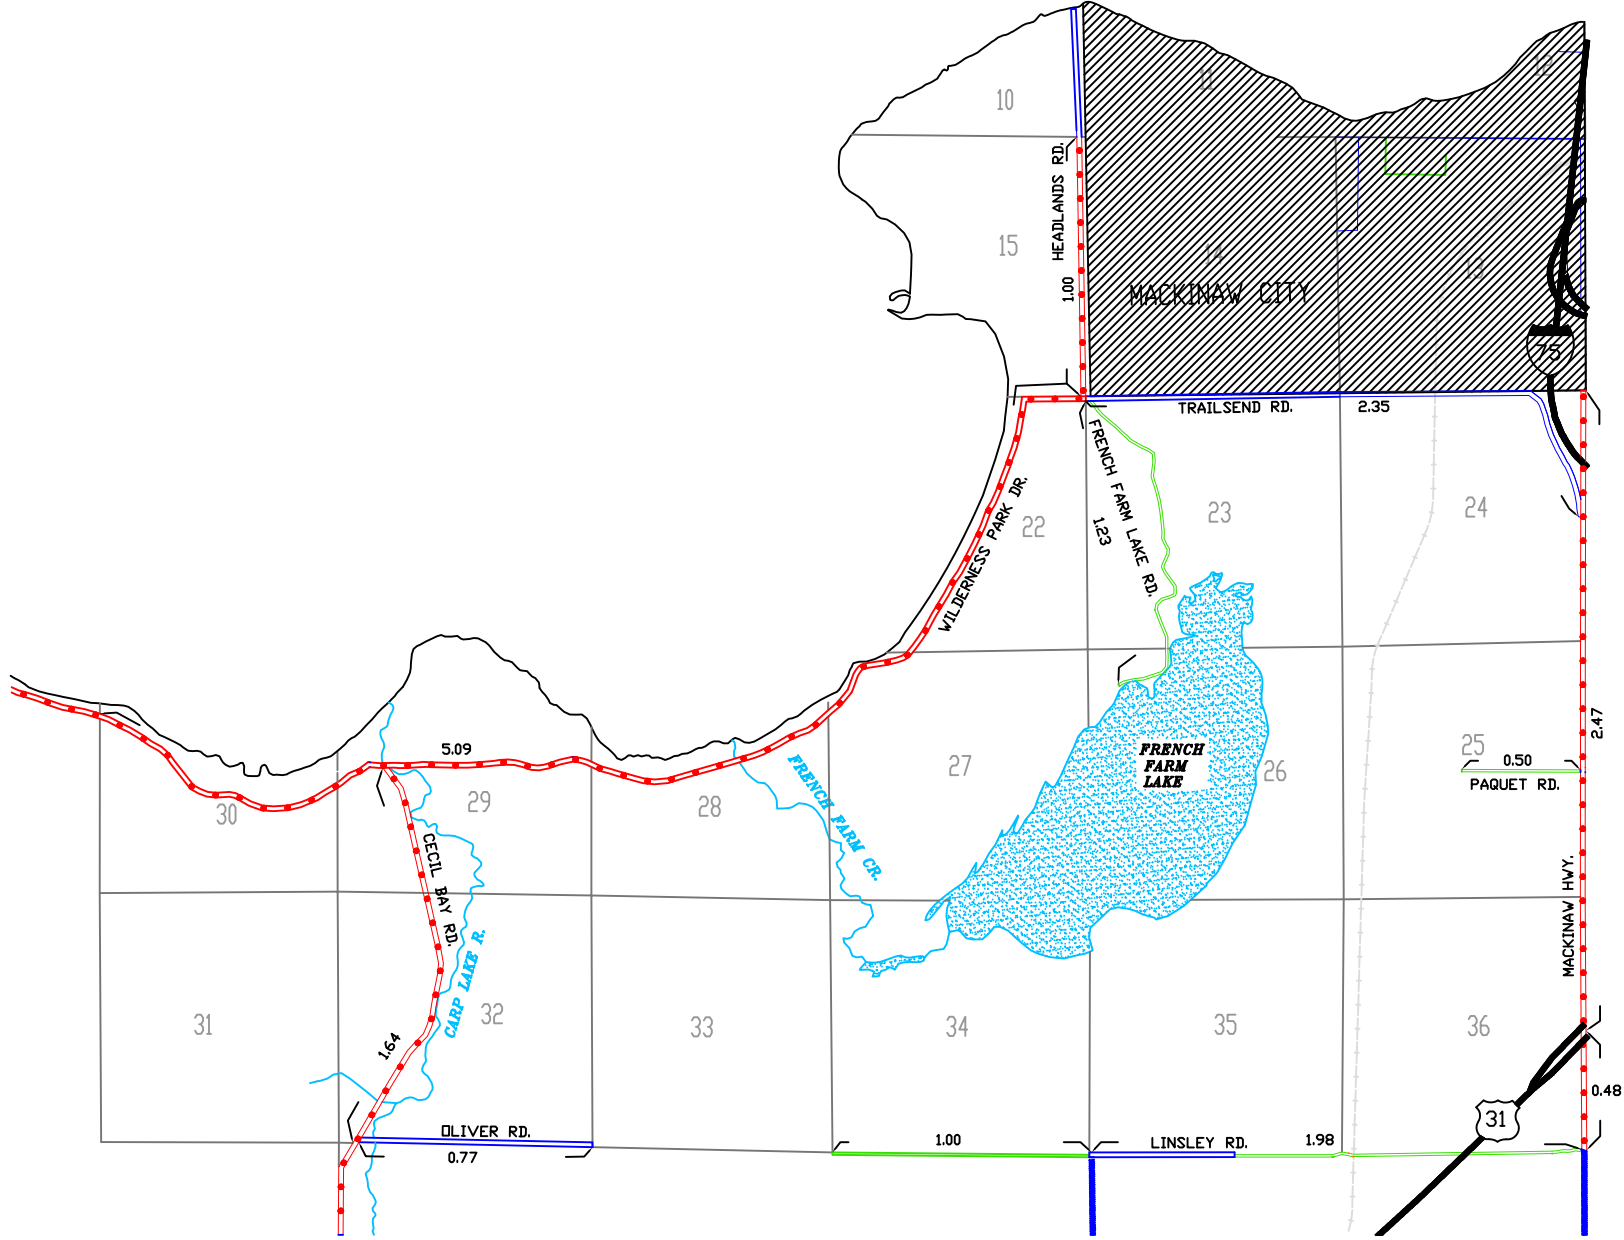 10
11
12
HEADLANDS RD.
1.00
15
14
13
MACKINAW CITY
75
TRAILSEND RD.
2.35
FRENCH FARM LAKE RD.
1.23
WILDERNESS PARK DR.
22
23
24
5.09
FRENCH FARM CR.
27
FRENCH
FARM
LAKE
26
25
0.50
PAQUET RD.
2.47
30
29
28
CECIL BAY RD.
CARP LAKE R.
MACKINAW HWY.
31
32
33
34
35
36
1.64
0.48
31
OLIVER RD.
0.77
1.00
LINSLEY RD.
1.98